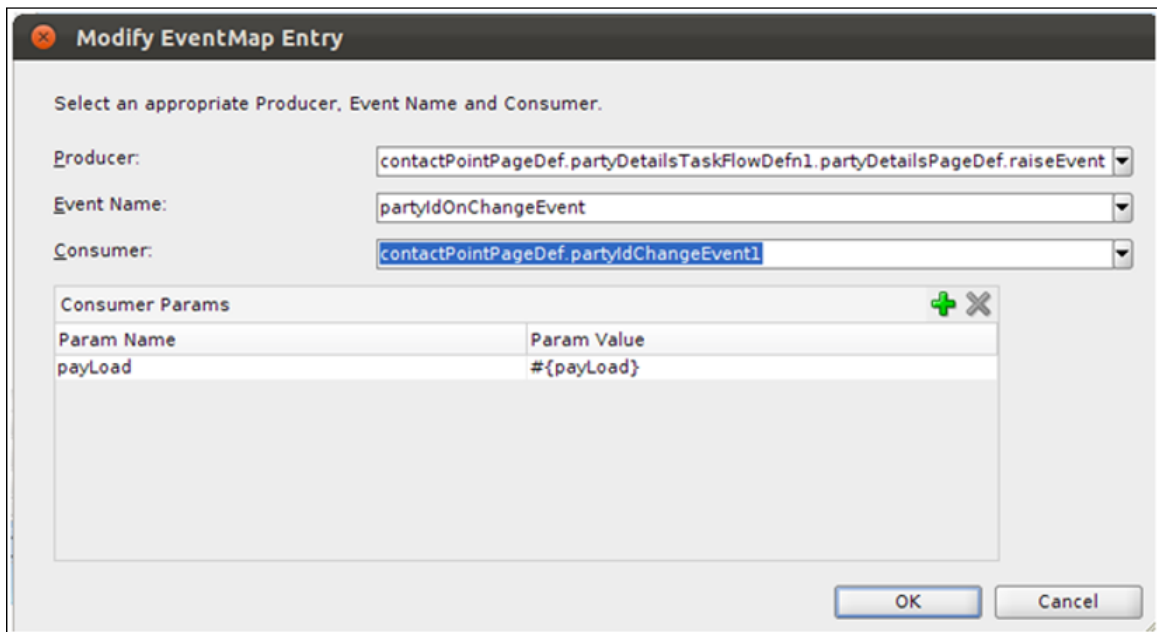 Modify EventMap Entry
Select an appropriate Producer, Event Name and Consumer.
Producer: contactPointPageDef.partyDetailsTaskFlowDefn1.partyDetailsPageDef.raiseEvent
Event Name: partyIdOnChangeEvent
Consumer: contactPointPageDef.partyIdChangeEvent1
Consumer Params
Param Name Param Value
payLoad #{payLoad}
OK Cancel